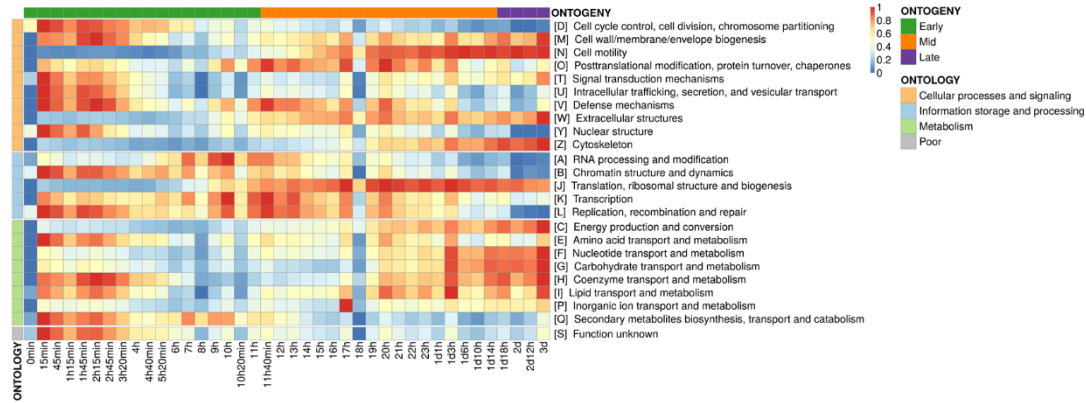 ONTOGENY
[D] Cell cycle control, cell division, chromosome partitioning
[M] Cell wall/membrane/envelope biogenesis
[N] Cell motility
[O] Posttranslational modification, protein turnover, chaperones
[T] Signal transduction mechanisms
[U] Intracellular trafficking, secretion, and vesicular transport
[V] Defense mechanisms
[W] Extracellular structures
[Y] Nuclear structure
[Z] Cytoskeleton
[A] RNA processing and modification
[B] Chromatin structure and dynamics
[J] Translation, ribosomal structure and biogenesis
[K] Transcription
[L] Replication, recombination and repair
[C] Energy production and conversion
[E] Amino acid transport and metabolism
[F] Nucleotide transport and metabolism
[G] Carbohydrate transport and metabolism
[H] Coenzyme transport and metabolism
[I] Lipid transport and metabolism
[P] Inorganic ion transport and metabolism
[Q] Secondary metabolites biosynthesis, transport and catabolism
[S] Function unknown
ONTOLOGY
0min
15min
45min
1h15min
1h45min
2h15min
2h45min
3h20min
4h
4h40min
5h20min
6h
7h
8h
9h
10h
10h20min
11h
11h40min
12h
13h
14h
15h
16h
17h
18h
19h
20h
21h
22h
23h
1d1h
1d3h
1d6h
1d10h
1d14h
1d18h
2d
2d12h
3d
1
0.8
0.6
0.4
0.2
0
ONTOGENY
Early
Mid
Late
ONTOLOGY
Cellular processes and signaling
Information storage and processing
Metabolism
Poor